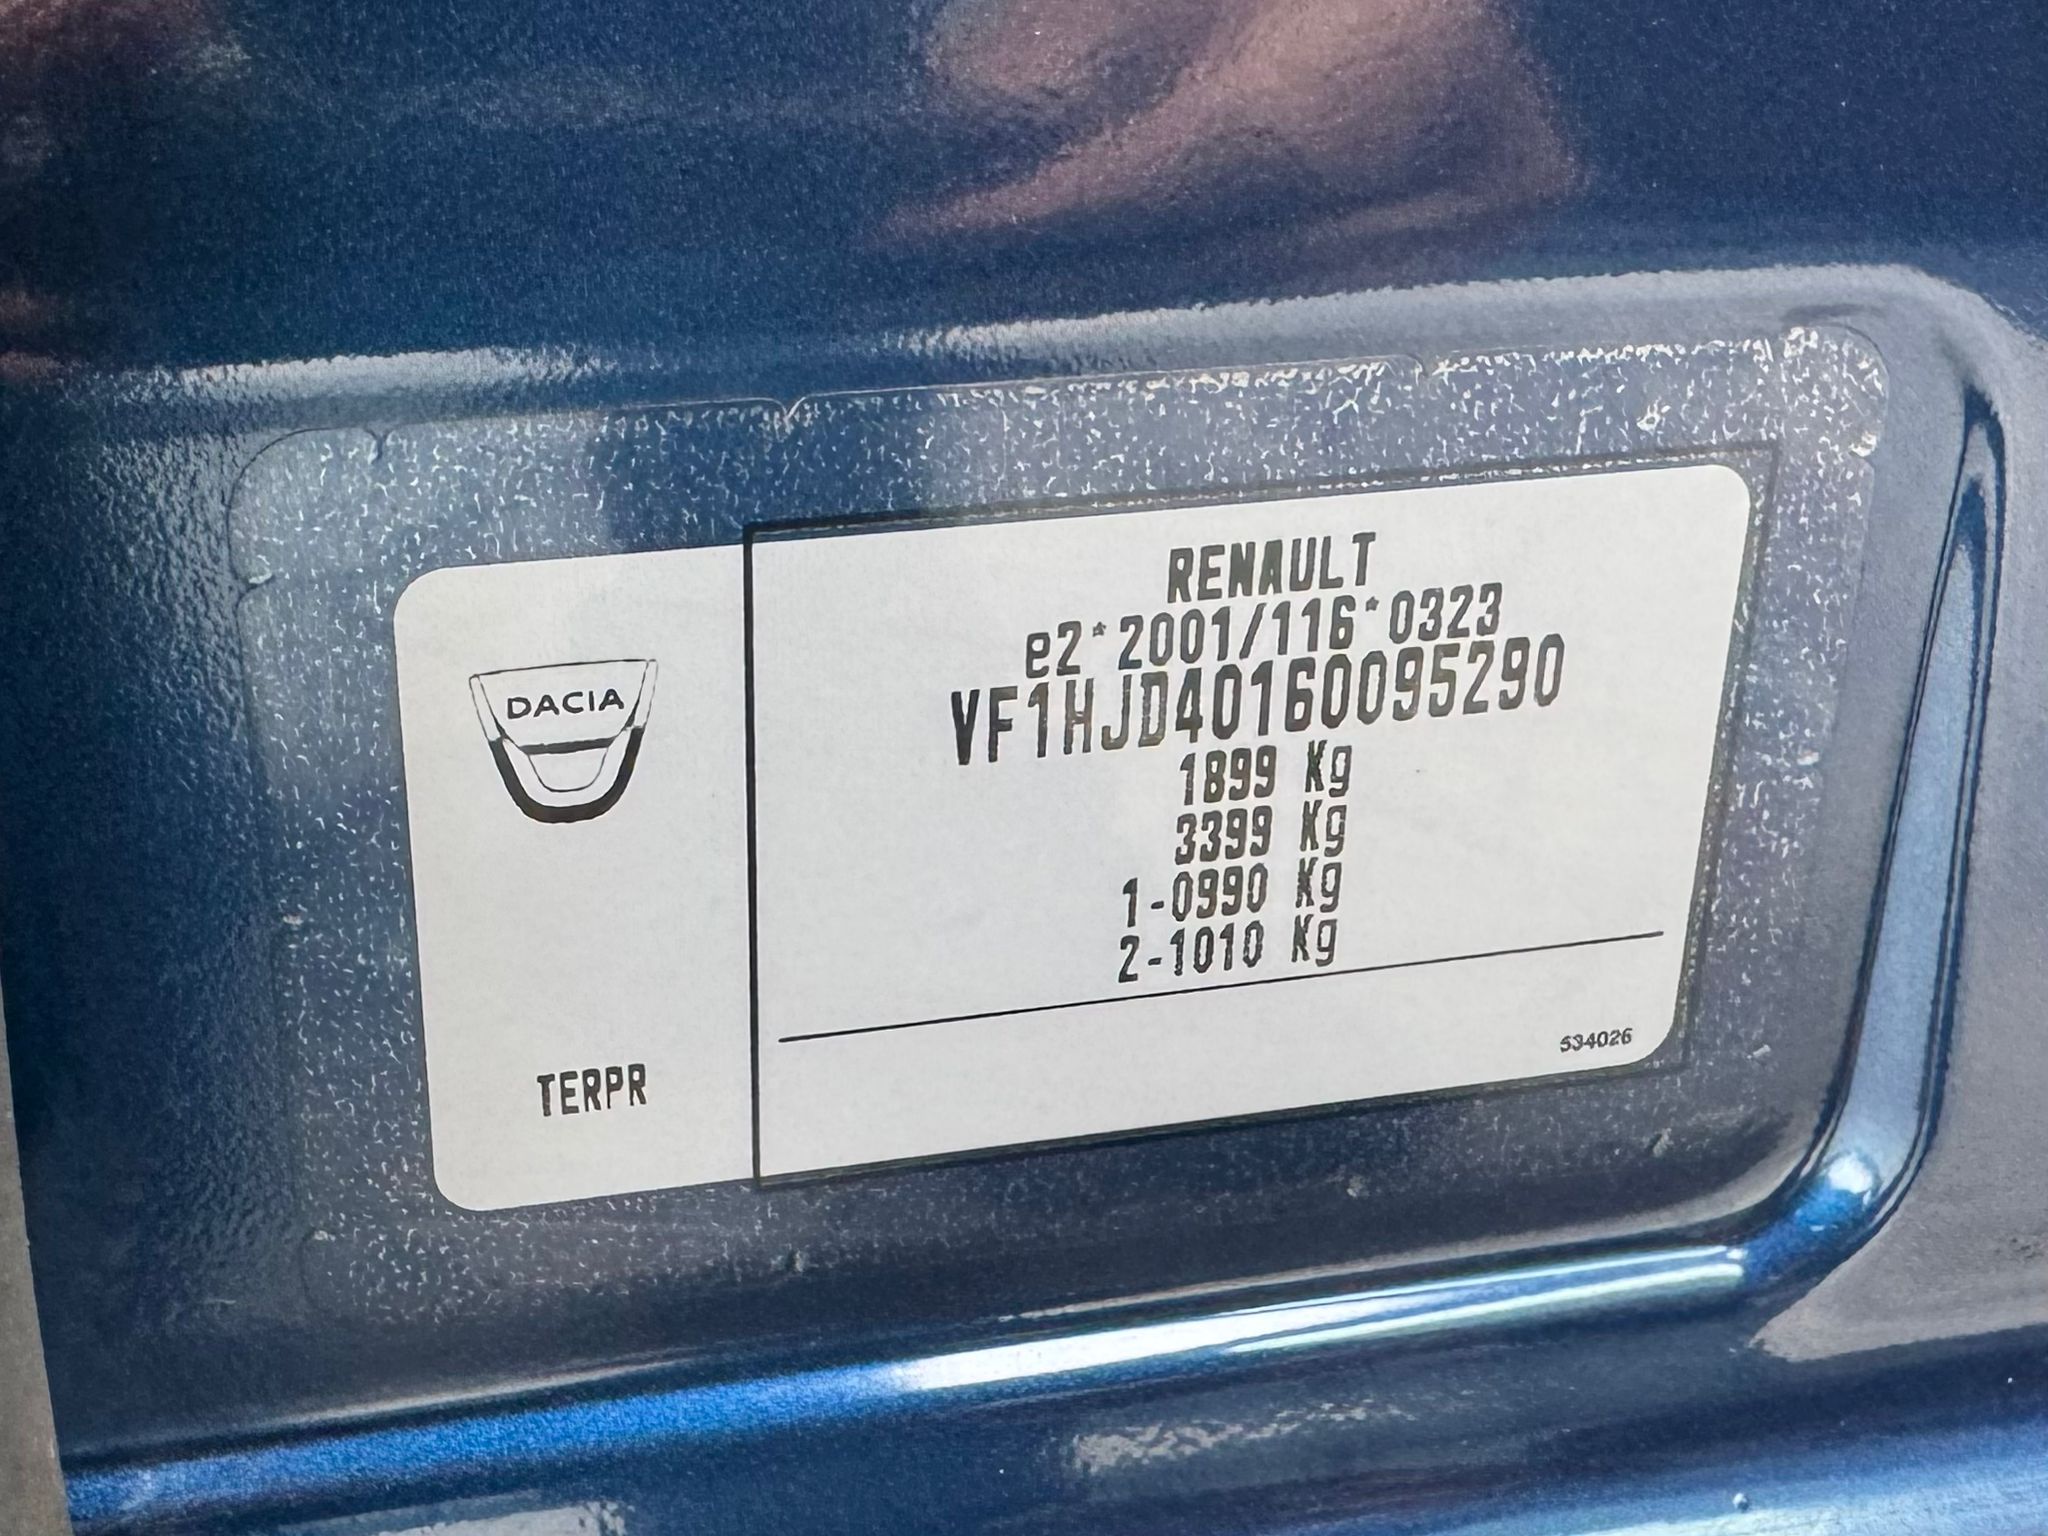 DACIA
TERPR
RENAULT
e2*2001/116*0323
VF1HJD40160095290
1899 Kg
3399 Kg
1-0990 Kg
2-1010 Kg
534026